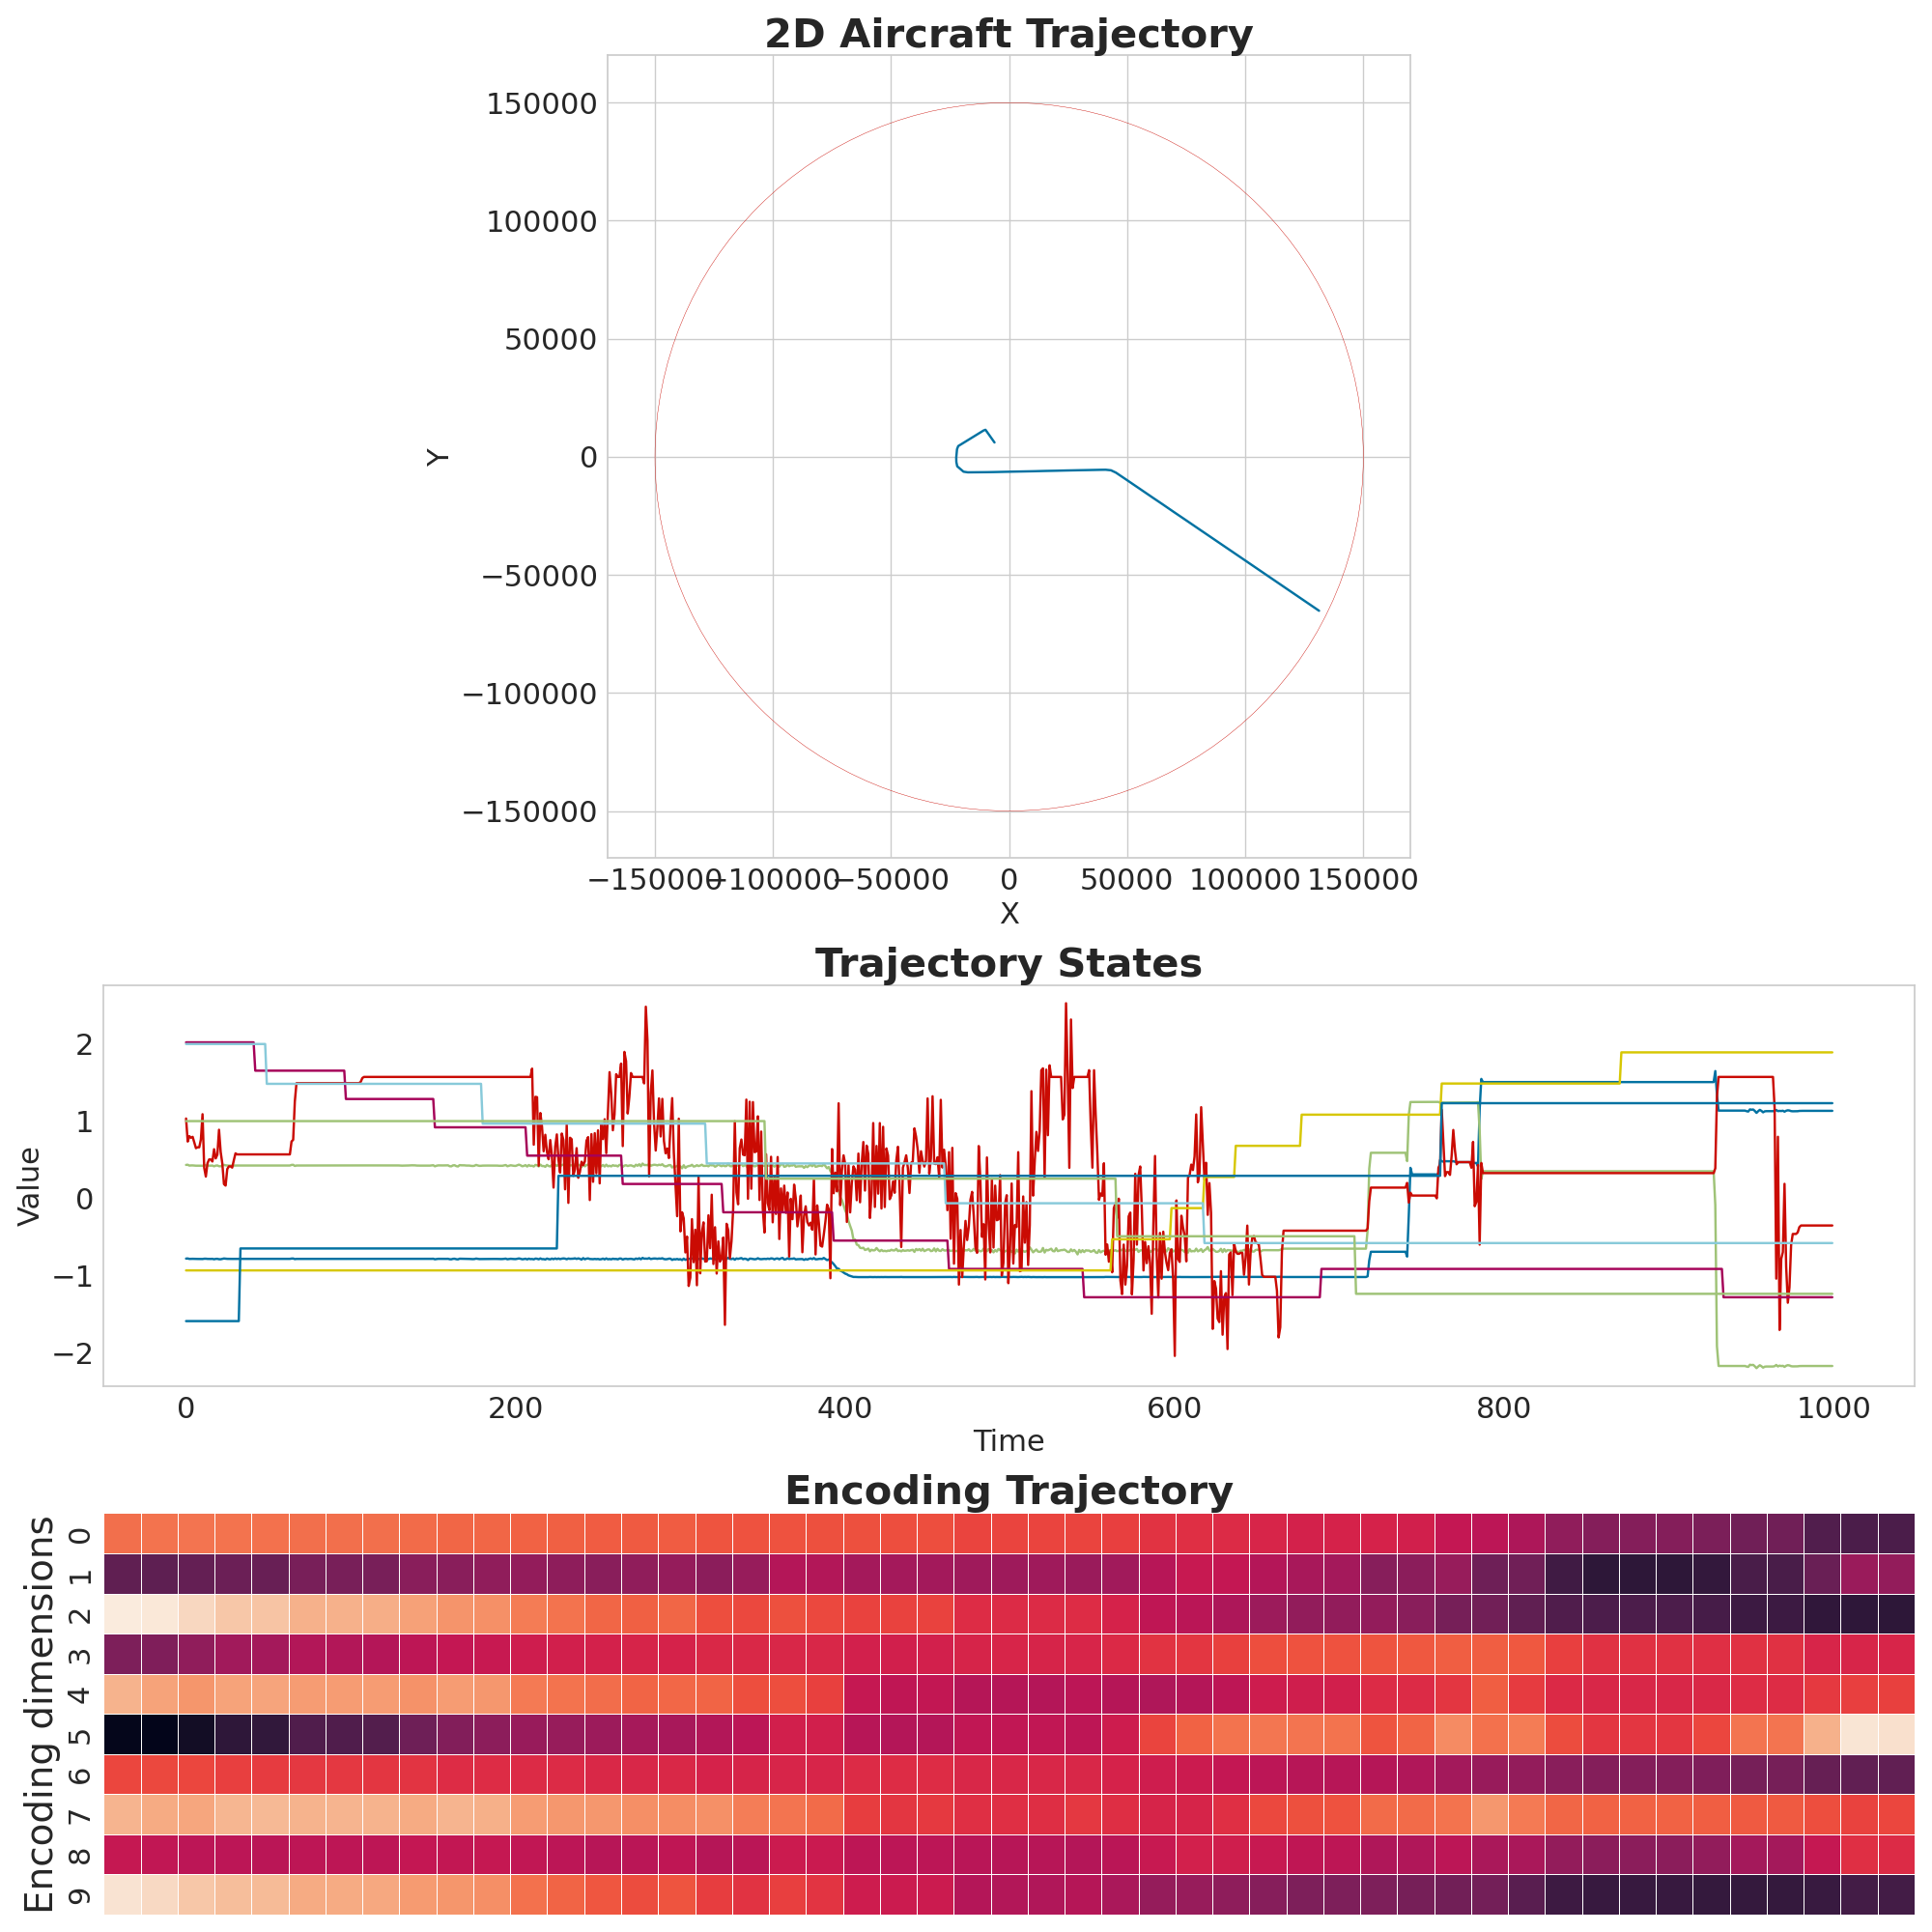 2D Aircraft Trajectory
150000
100000
50000
0
−50000
−100000
−150000
Y
−150000 −100000 −50000 0 50000 100000 150000
X
Trajectory States
2
1
0
−1
−2
Value
0 200 400 600 800 1000
Time
Encoding Trajectory
0
1
2
3
4
5
6
7
8
9
Encoding dimensions